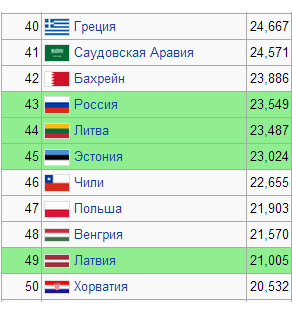 40 Греция 24,667
41 Саудовская Аравия 24,571
42 Бахрейн 23,886
43 Россия 23,549
44 Литва 23,487
45 Эстония 23,024
46 Чили 22,655
47 Польша 21,903
48 Венгрия 21,570
49 Латвия 21,005
50 Хорватия 20,532